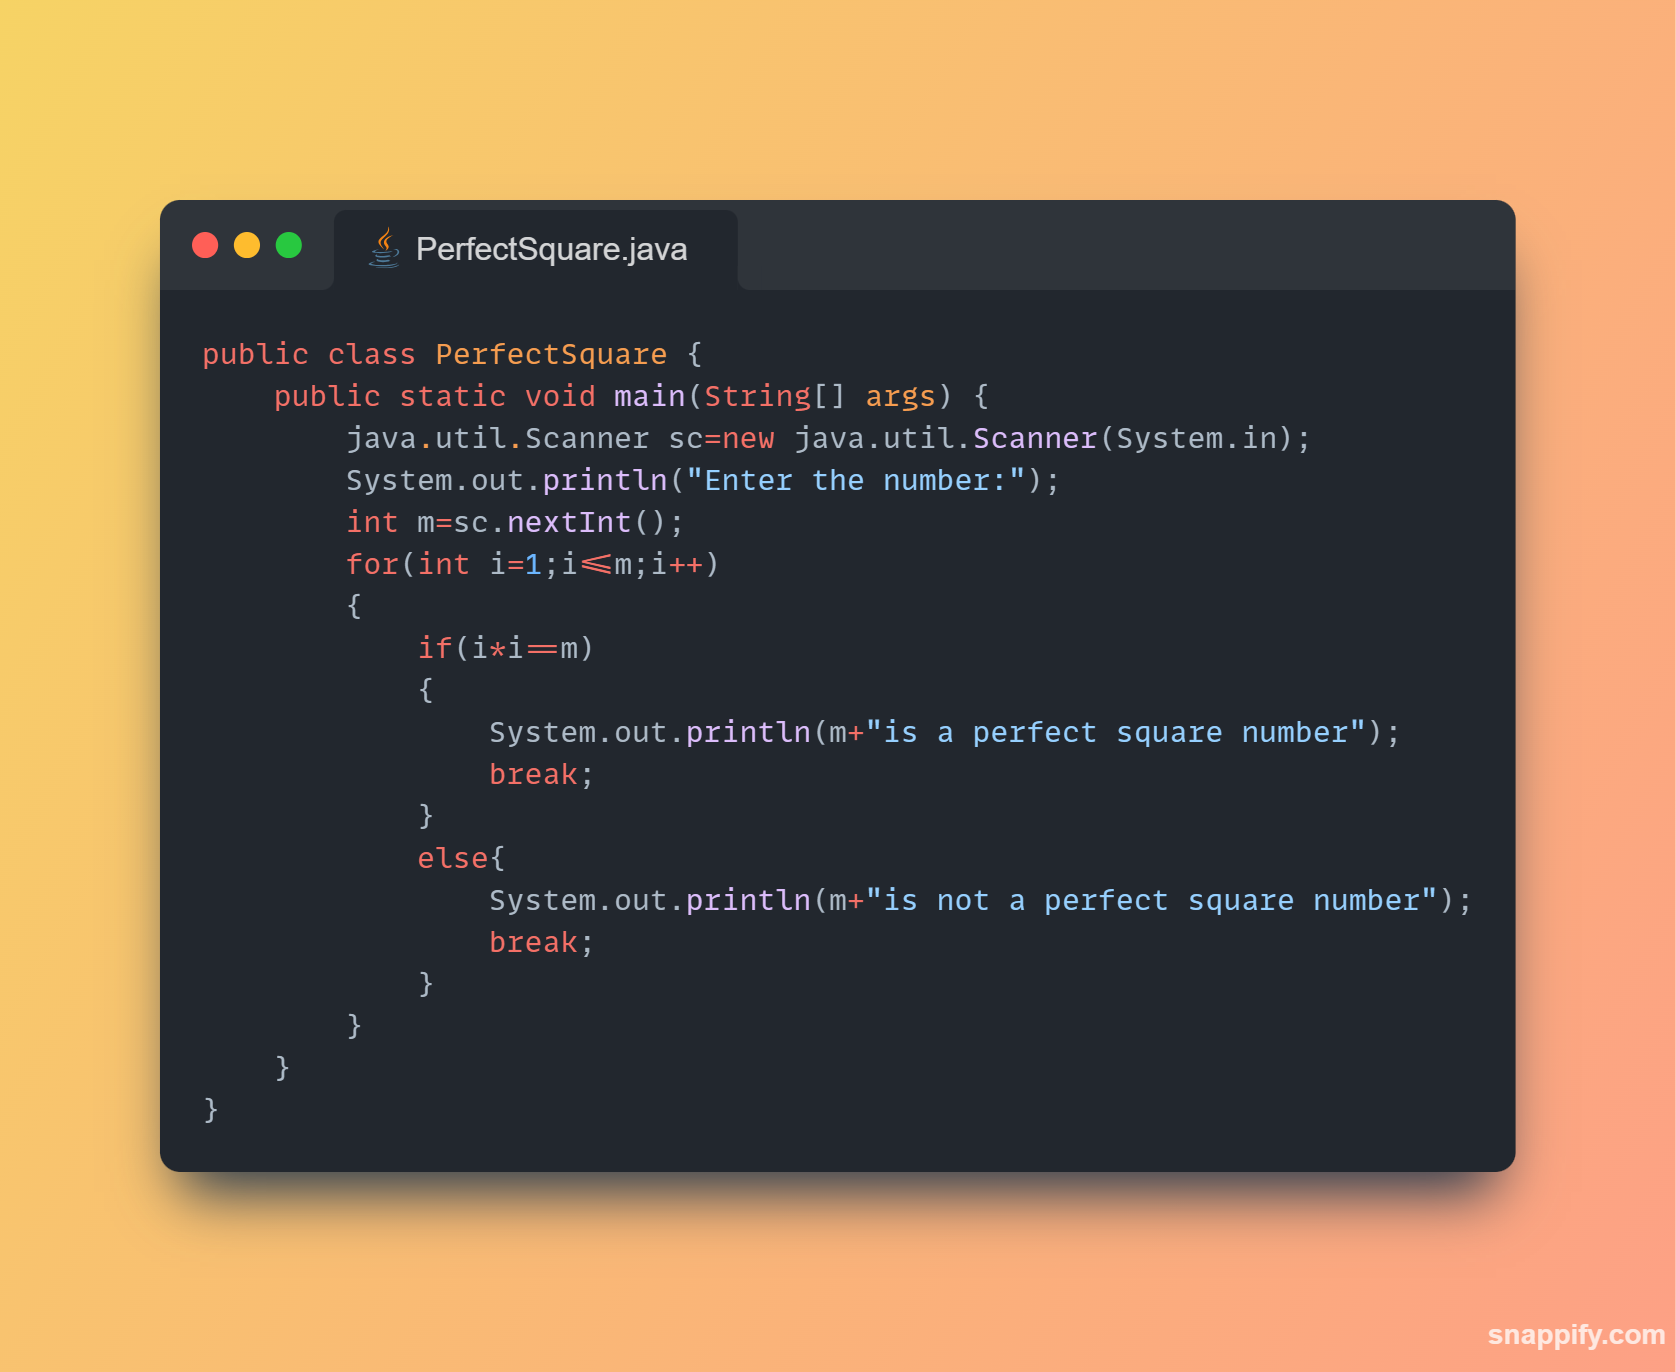 PerfectSquare.java
public class PerfectSquare {
    public static void main(String[] args) {
        java.util.Scanner sc=new java.util.Scanner(System.in);
        System.out.println("Enter the number:");
        int m=sc.nextInt();
        for(int i=1;i<=m;i++)
        {
            if(i*i==m)
            {
                System.out.println(m+"is a perfect square number");
                break;
            }
            else{
                System.out.println(m+"is not a perfect square number");
                break;
            }
        }
    }
}
snappify.com